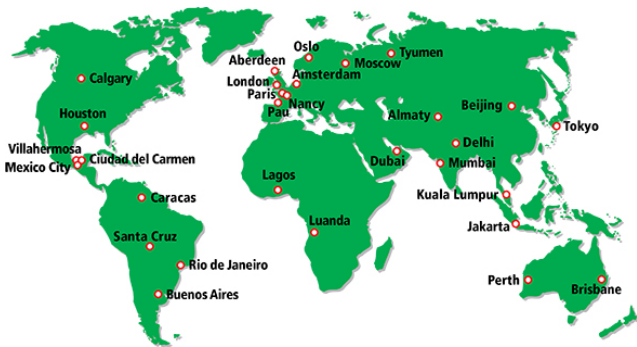 Oslo
Aberdeen
Tyumen
Moscow
Amsterdam
Calgary
London
Paris
Nancy
Pau
Houston
Almaty
Beijing
Tokyo
Villahermosa
Ciudad del Carmen
Mexico City
Delhi
Dubai
Mumbai
Lagos
Kuala Lumpur
Caracas
Luanda
Jakarta
Santa Cruz
Rio de Janeiro
Perth
Brisbane
Buenos Aires